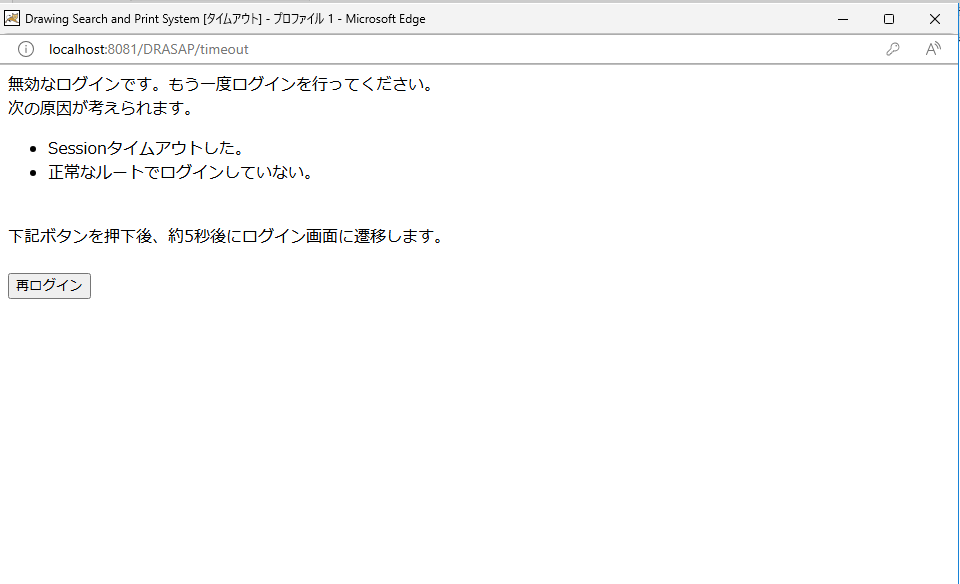 Drawing Search and Print System [タイムアウト] - プロファイル 1 - Microsoft Edge
localhost:8081/DRASAP/timeout
無効なログインです。もう一度ログインを行ってください。
次の原因が考えられます。
• Sessionタイムアウトした。
• 正常なルートでログインしていない。
下記ボタンを押下後、約5秒後にログイン画面に遷移します。
再ログイン